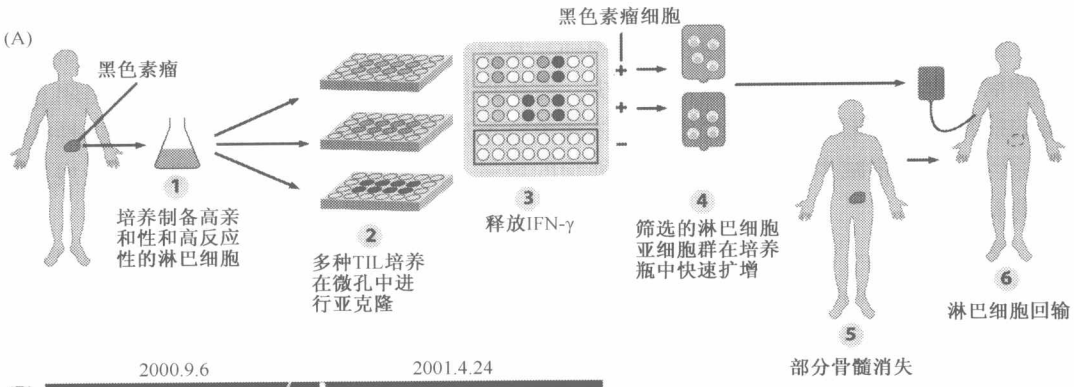 (A)
黑色素瘤
1
培养制备高亲
和性和高反应
性的淋巴细胞
2
多种TIL培养
在微孔中进
行亚克隆
黑色素瘤细胞
+
+
-
3
释放IFN-γ
4
筛选的淋巴细胞
亚细胞群在培养
瓶中快速扩增
5
部分骨髓消失
6
淋巴细胞回输
2000.9.6
2001.4.24